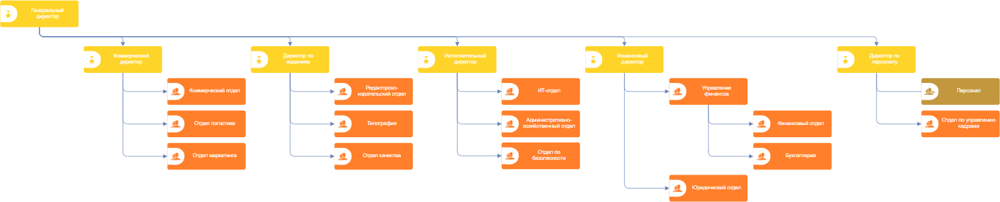 Генеральный
директор
Коммерческий
директор
Директор по
изданиям
Исполнительный
директор
Финансовый
директор
Директор по
персоналу
Коммерческий отдел
Отдел логистики
Отдел маркетинга
Редакторско-
издательский отдел
Типография
Отдел качества
ИТ-отдел
Административно-
хозяйственный отдел
Отдел по
безопасности
Управление
финансов
Финансовый отдел
Бухгалтерия
Юридический отдел
Персонал
Отдел по управлению
кадрами